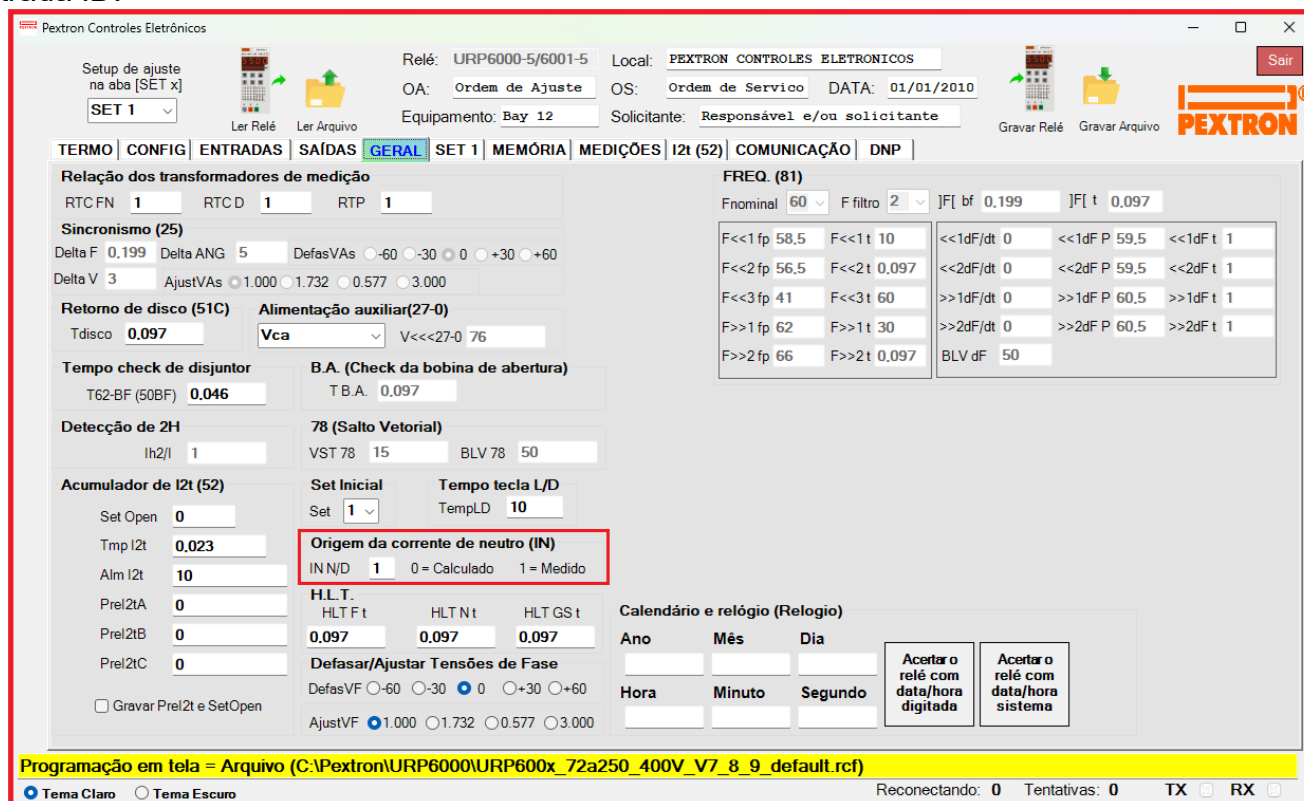 Pextron Controles Eletrônicos
Setup de ajuste
na aba [SET x]
SET 1
Ler Relé
Ler Arquivo
Relé: URP6000-5/6001-5 Local: PEXTRON CONTROLES ELETRONICOS
OA: Ordem de Ajuste OS: Ordem de Servico DATA: 01/01/2010
Equipamento: Bay 12 Solicitante: Responsável e/ou solicitante
Gravar Relé
Gravar Arquivo
Sair
PEXTRON
TERMO CONFIG ENTRADAS SAÍDAS GERAL SET 1 MEMÓRIA MEDIÇÕES I2t (52) COMUNICAÇÃO DNP
Relação dos transformadores de medição
RTC FN 1 RTC D 1 RTP 1
Sincronismo (25)
Delta F 0,199 Delta ANG 5 DefasVAs -60 -30 0 +30 +60
Delta V 3 AjustVAs 1.000 1.732 0.577 3.000
Retorno de disco (51C) Alimentação auxiliar(27-0)
Tdisco 0,097 Vca V<<<27-0 76
Tempo check de disjuntor B.A. (Check da bobina de abertura)
T62-BF (50BF) 0,046 T B.A. 0,097
Detecção de 2H 78 (Salto Vetorial)
Ih2/I 1 VST 78 15 BLV 78 50
Acumulador de I2t (52) Set Inicial Tempo tecla L/D
Set Open 0 Set 1 TempLD 10
Tmp I2t 0,023
Alm I2t 10
PreI2tA 0
PreI2tB 0
PreI2tC 0
Gravar PreI2t e SetOpen
Origem da corrente de neutro (IN)
IN N/D 1 0 = Calculado 1 = Medido
H.L.T.
HLT F t HLT N t HLT GS t
0,097 0,097 0,097
Defasar/Ajustar Tensões de Fase
DefasVF -60 -30 0 +30 +60
AjustVF 1.000 1.732 0.577 3.000
FREQ. (81)
Fnominal 60 F filtro 2 ]F[ bf 0,199 ]F[ t 0,097
F<<1 fp 58,5 F<<1 t 10 <<1dF/dt 0 <<1dF P 59,5 <<1dF t 1
F<<2 fp 56,5 F<<2 t 0,097 <<2dF/dt 0 <<2dF P 59,5 <<2dF t 1
F<<3 fp 41 F<<3 t 60 >>1dF/dt 0 >>1dF P 60,5 >>1dF t 1
F>>1 fp 62 F>>1 t 30 >>2dF/dt 0 >>2dF P 60,5 >>2dF t 1
F>>2 fp 66 F>>2 t 0,097 BLV dF 50
Calendário e relógio (Relogio)
Ano Mês Dia
Hora Minuto Segundo
Acertar o
relé com
data/hora
digitada
Acertar o
relé com
data/hora
sistema
Programação em tela = Arquivo (C:\Pextron\URP6000\URP600x_72a250_400V_V7_8_9_default.rcf)
Tema Claro Tema Escuro Reconectando: 0 Tentativas: 0 TX RX